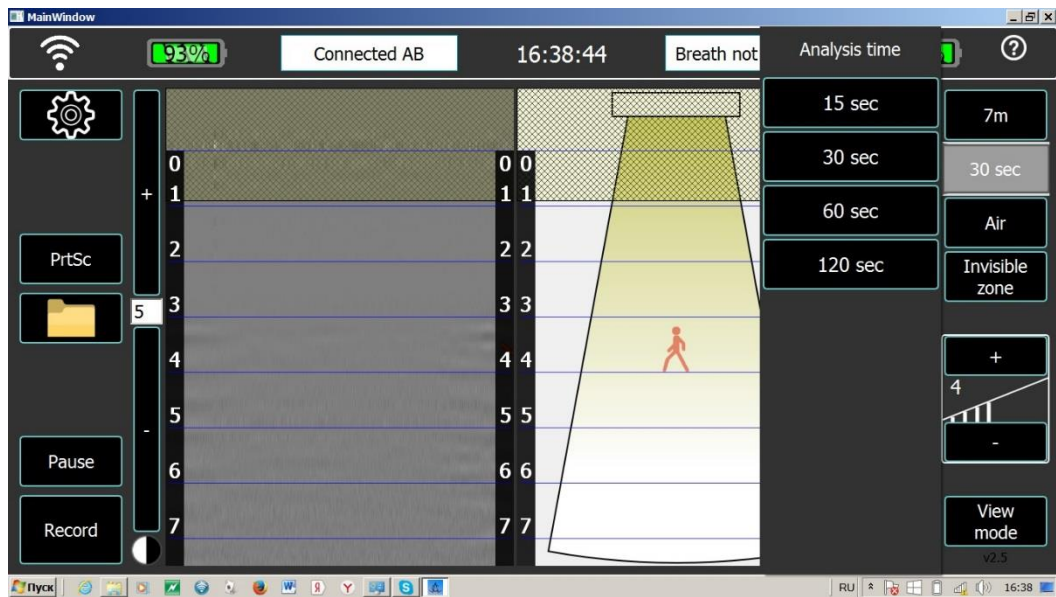 MainWindow
93%
Connected AB
16:38:44
Breath not
Analysis time
15 sec
30 sec
60 sec
120 sec
7m
30 sec
Air
Invisible
zone
+
4
-
View
mode
v2.5
PrtSc
Pause
Record
+
5
-
0
1
2
3
4
5
6
7
0 0
1 1
2 2
3 3
4 4
5 5
6 6
7 7
Пуск
RU
16:38